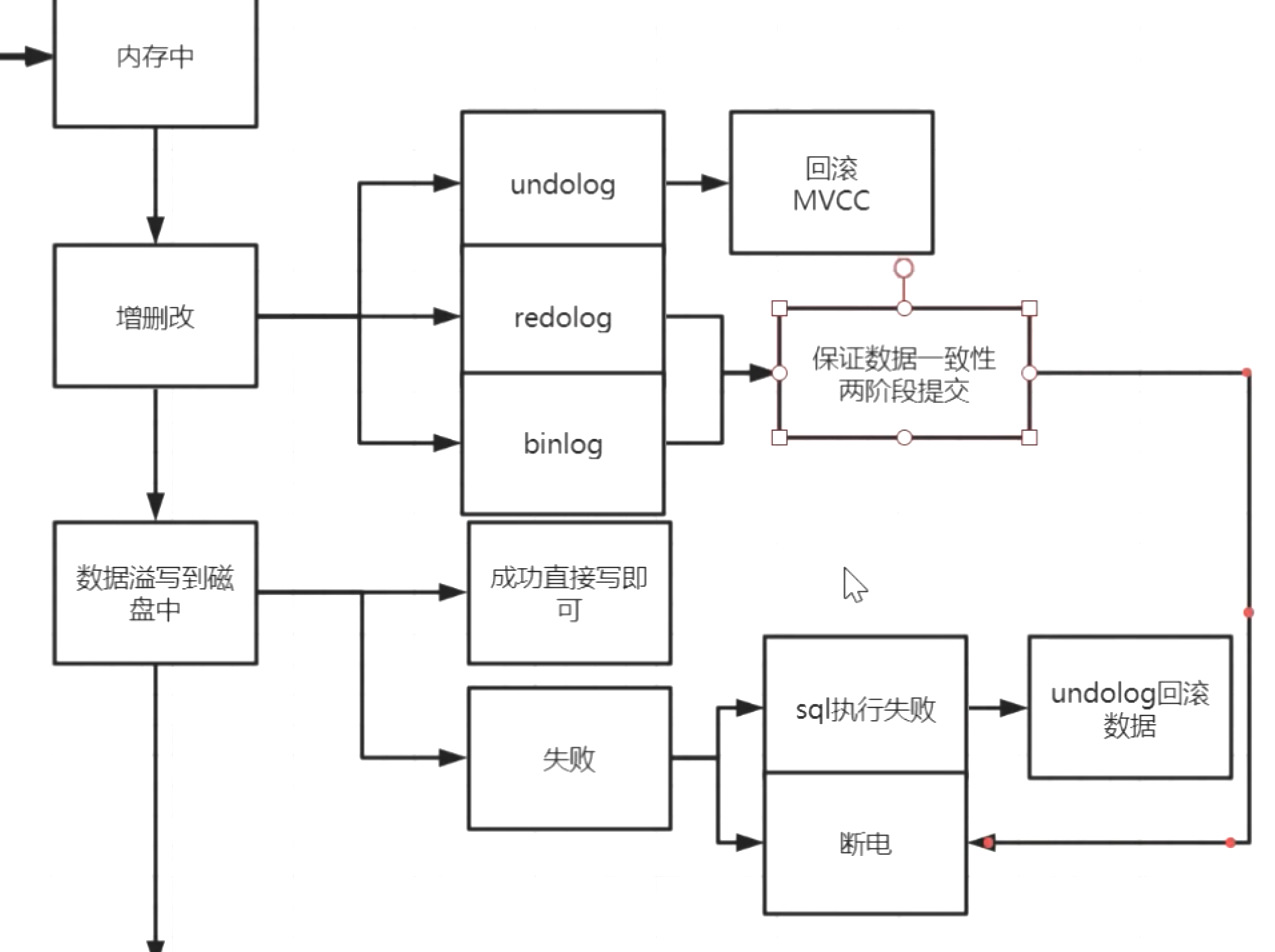 内存中
undolog
回滚
MVCC
增删改
redolog
保证数据一致性
两阶段提交
binlog
数据溢写到磁
盘中
成功直接写即
可
失败
sql执行失败
undolog回滚
数据
断电